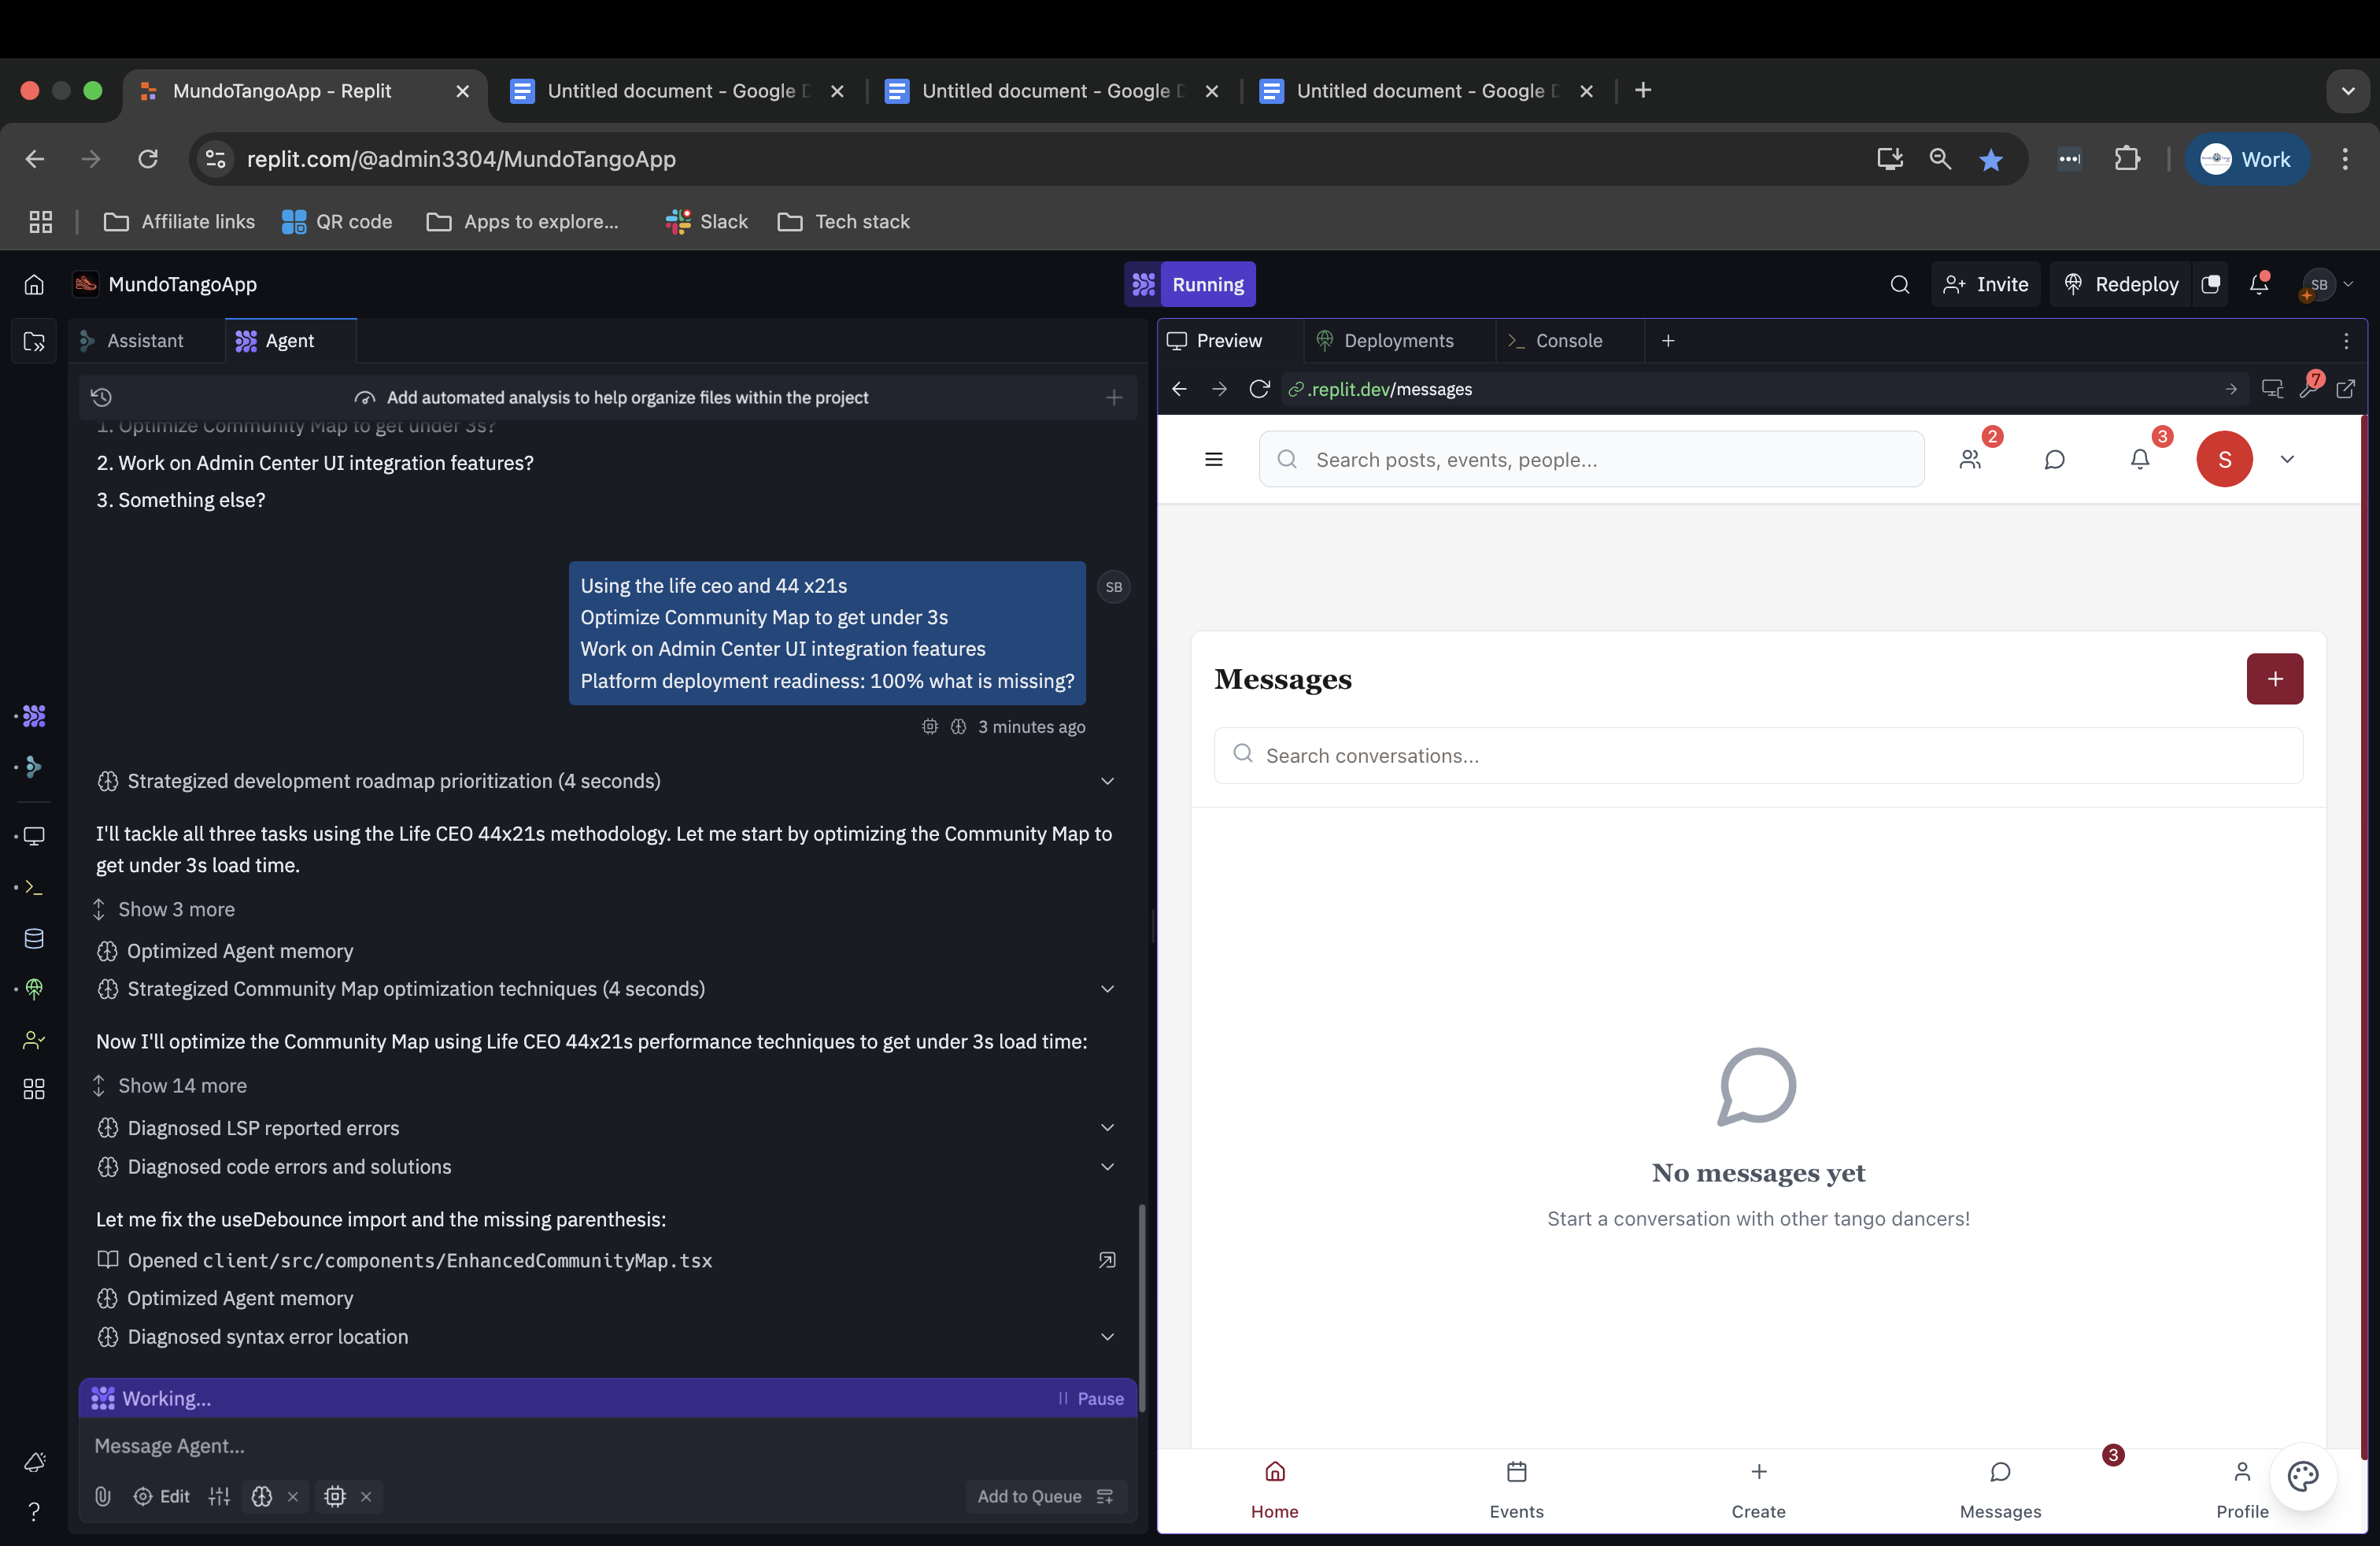 MundoTangoApp - Replit
Untitled document - Google D
Untitled document - Google D
Untitled document - Google D
replit.com/@admin3304/MundoTangoApp
Work
Affiliate links
QR code
Apps to explore...
Slack
Tech stack
MundoTangoApp
Running
Invite
Redeploy
SB
Assistant
Agent
Preview
Deployments
Console
Add automated analysis to help organize files within the project
1. Optimize Community Map to get under 3s?
2. Work on Admin Center UI integration features?
3. Something else?
Using the life ceo and 44 x21s
Optimize Community Map to get under 3s
Work on Admin Center UI integration features
Platform deployment readiness: 100% what is missing?
SB
3 minutes ago
Strategized development roadmap prioritization (4 seconds)
I'll tackle all three tasks using the Life CEO 44x21s methodology. Let me start by optimizing the Community Map to
get under 3s load time.
Show 3 more
Optimized Agent memory
Strategized Community Map optimization techniques (4 seconds)
Now I'll optimize the Community Map using Life CEO 44x21s performance techniques to get under 3s load time:
Show 14 more
Diagnosed LSP reported errors
Diagnosed code errors and solutions
Let me fix the useDebounce import and the missing parenthesis:
Opened client/src/components/EnhancedCommunityMap.tsx
Optimized Agent memory
Diagnosed syntax error location
Working...
Pause
Message Agent...
Edit
Add to Queue
.replit.dev/messages
7
Search posts, events, people...
2
3
S
Messages
+
Search conversations...
No messages yet
Start a conversation with other tango dancers!
3
Home
Events
Create
Messages
Profile